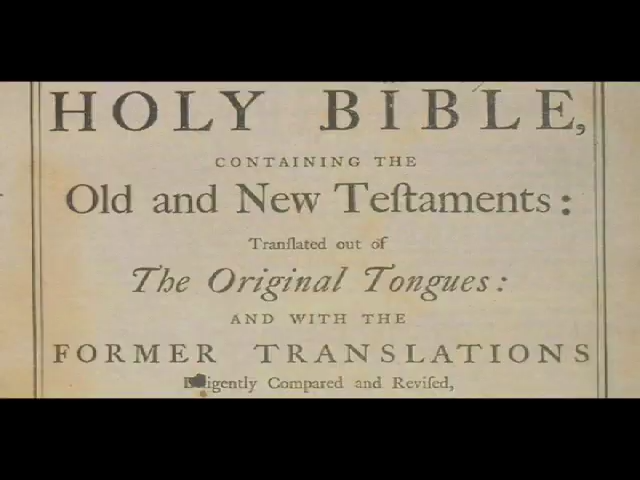 HOLY BIBLE,
CONTAINING THE
Old and New Teſtaments:
Tranſlated out of
The Original Tongues:
AND WITH THE
FORMER TRANSLATIONS
Diligently Compared and Reviſed,